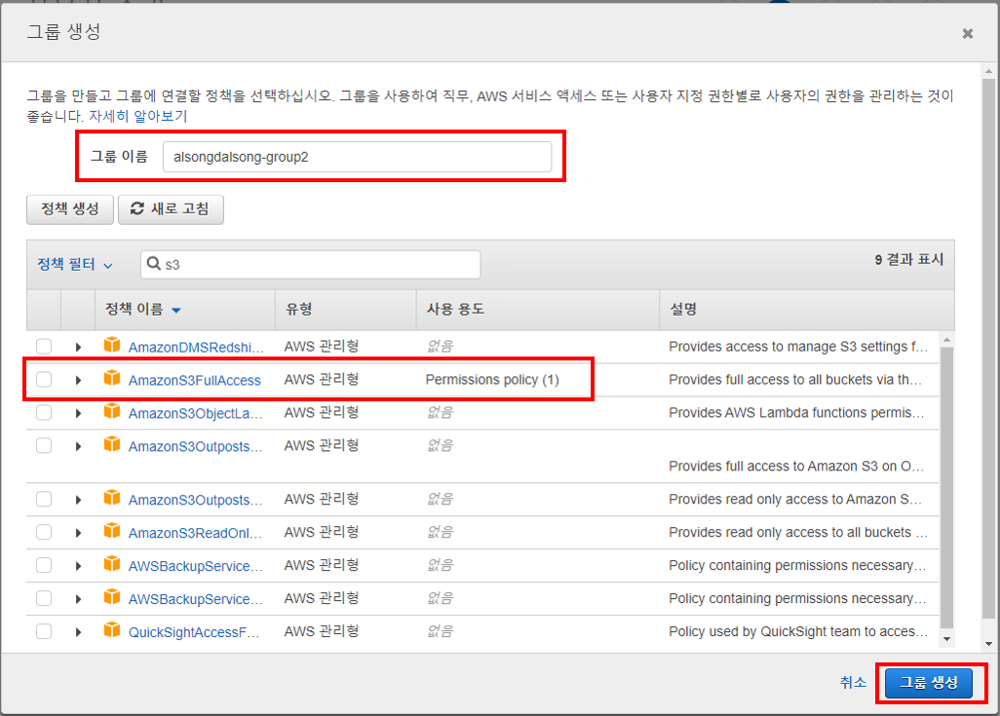 그룹 생성
그룹을 만들고 그룹에 연결할 정책을 선택하십시오. 그룹을 사용하여 직무, AWS 서비스 액세스 또는 사용자 지정 권한별로 사용자의 권한을 관리하는 것이
좋습니다. 자세히 알아보기
그룹 이름 alsongdalsong-group2
정책 생성 새로 고침
정책 필터 s3 9 결과 표시
정책 이름 유형 사용 용도 설명
AmazonDMSRedshi... AWS 관리형 없음 Provides access to manage S3 settings f...
AmazonS3FullAccess AWS 관리형 Permissions policy (1) Provides full access to all buckets via th...
AmazonS3ObjectLa... AWS 관리형 없음 Provides AWS Lambda functions permis...
AmazonS3Outposts... AWS 관리형 없음
Provides full access to Amazon S3 on O...
AmazonS3Outposts... AWS 관리형 없음 Provides read only access to Amazon S...
AmazonS3ReadOnl... AWS 관리형 없음 Provides read only access to all buckets ...
AWSBackupService... AWS 관리형 없음 Policy containing permissions necessary...
AWSBackupService... AWS 관리형 없음 Policy containing permissions necessary...
QuickSightAccessF... AWS 관리형 없음 Policy used by QuickSight team to acces...
취소 그룹 생성